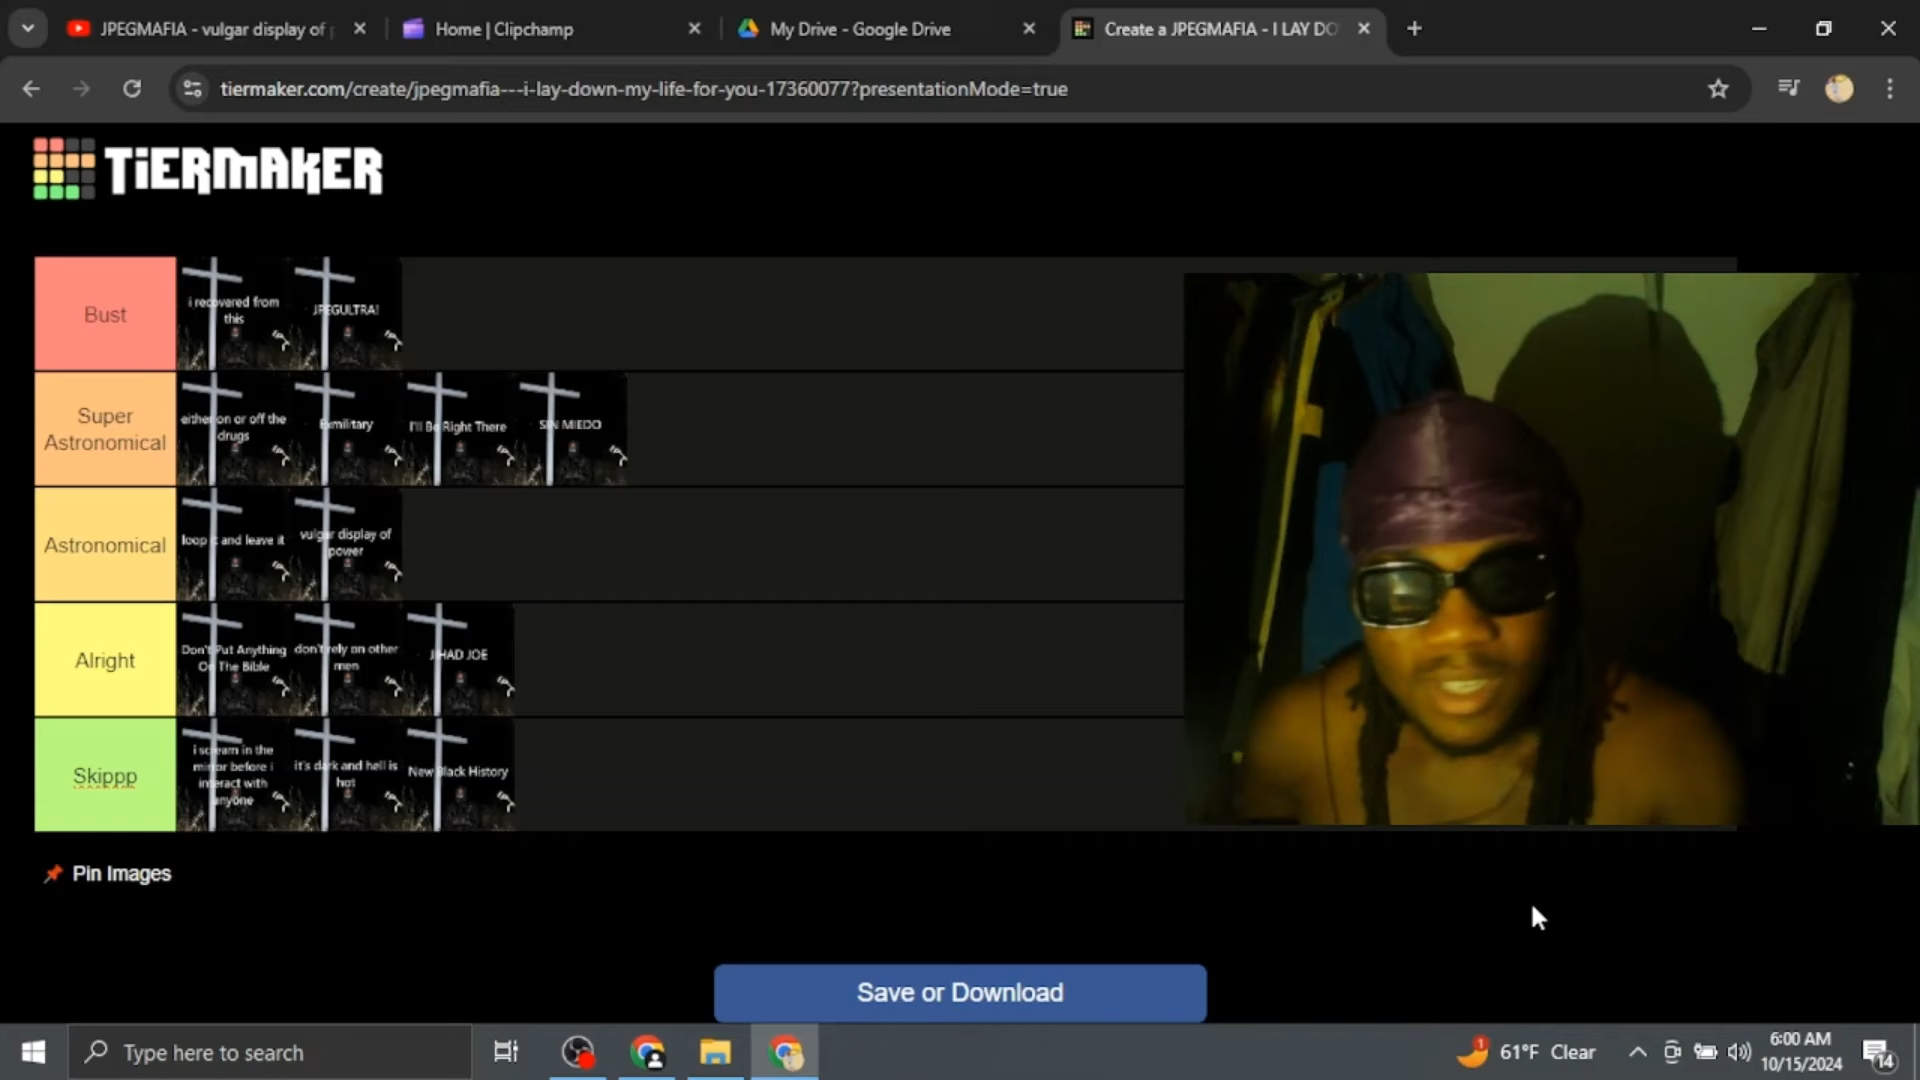 JPEGMAFIA - vulgar display of
Home | Clipchamp
My Drive - Google Drive
Create a JPEGMAFIA - I LAY DO
tiermaker.com/create/jpegmafia---i-lay-down-my-life-for-you-17360077?presentationMode=true
TiERMAKER
Bust
i recovered from
this
JPEGULTRA!
Super
Astronomical
either on or off the
drugs
Exmilitary
I'll Be Right There
SIN MIEDO
Astronomical
loop it and leave it
vulgar display of
power
Alright
Don't Put Anything
On The Bible
don't rely on other
men
JIHAD JOE
Skippp
i scream in the
mirror before i
interact with
anyone
it's dark and hell is
hot
New Black History
Pin Images
Save or Download
Type here to search
1
61°F Clear
6:00 AM
10/15/2024
14